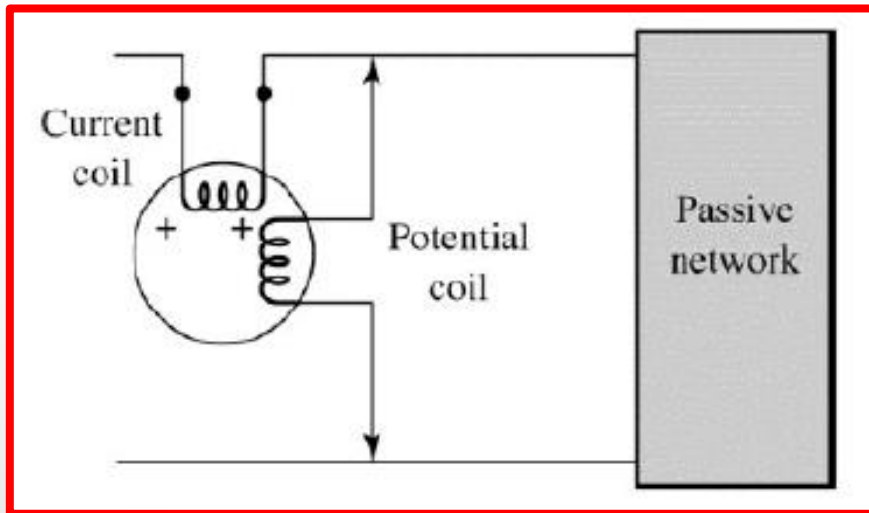 Current
coil
+ +
Potential
coil
Passive
network